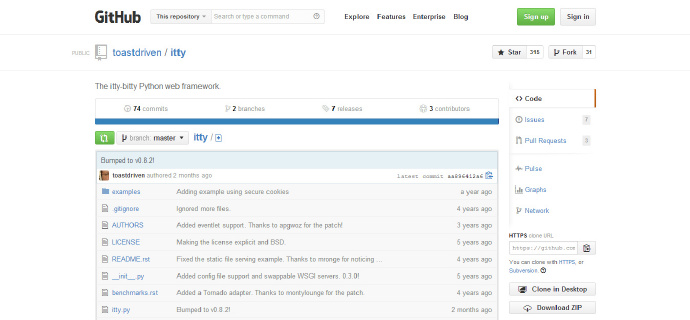 GitHub This repository Search or type a command Explore Features Enterprise Blog Sign up Sign in
PUBLIC toastdriven / itty Star 315 Fork 31
The itty-bitty Python web framework.
74 commits 2 branches 7 releases 3 contributors
branch: master itty /
Bumped to v0.8.2!
toastdriven authored 2 months ago latest commit
examples Adding example using secure cookies a year ago
.gitignore Ignored more files. 4 years ago
AUTHORS Added eventlet support. Thanks to apgwoz for the patch! 3 years ago
LICENSE Making the license explicit and BSD. 5 years ago
README.rst Fixed the static file serving example. Thanks to mronge for noticing … 4 years ago
__init__.py Added config file support and swappable WSGI servers. 0.3.0! 5 years ago
benchmarks.rst Added a Tornado adapter. Thanks to montylounge for the patch. 4 years ago
itty.py Bumped to v0.8.2! 2 months ago
Code
Issues 2
Pull Requests 3
Pulse
Graphs
Network
HTTPS clone URL
https://github.com
You can clone with HTTPS, or
Subversion.
Clone in Desktop
Download ZIP